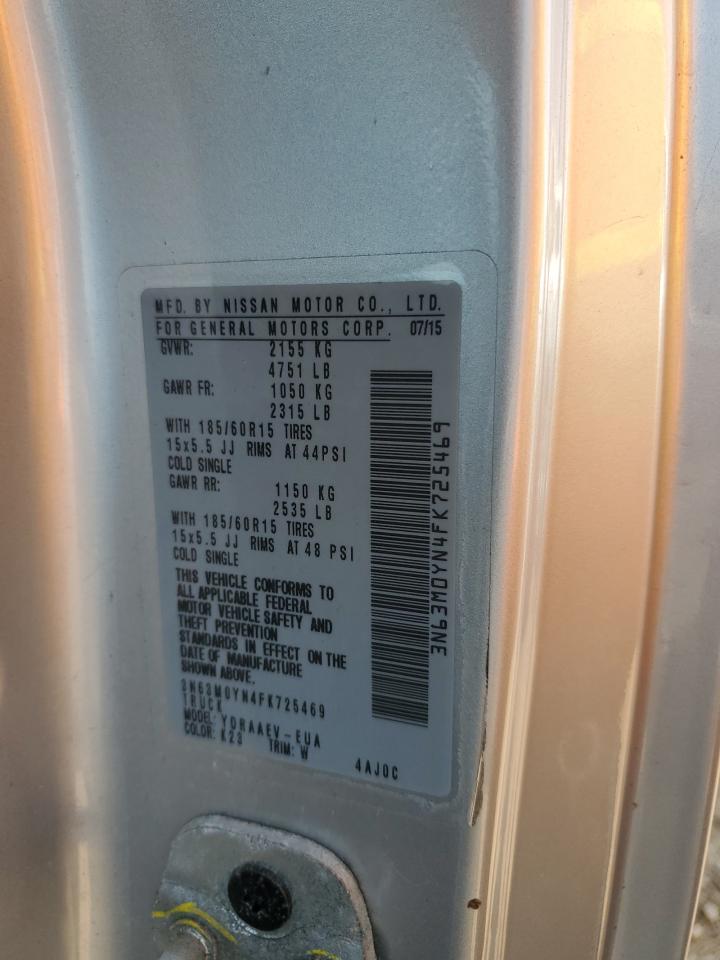 MFD. BY NISSAN MOTOR CO., LTD.
FOR GENERAL MOTORS CORP. 07/15
GVWR: 2155 KG
4751 LB
GAWR FR: 1050 KG
2315 LB
WITH 185/60R15 TIRES
15x5.5 JJ RIMS AT 44PSI
COLD SINGLE
GAWR RR: 1150 KG
2535 LB
WITH 185/60R15 TIRES
15x5.5 JJ RIMS AT 48 PSI
COLD SINGLE
THIS VEHICLE CONFORMS TO
ALL APPLICABLE FEDERAL
MOTOR VEHICLE SAFETY AND
THEFT PREVENTION
STANDARDS IN EFFECT ON THE
DATE OF MANUFACTURE
SHOWN ABOVE.
3N63M0YN4FK725469
TRUCK
MODEL: YDRAAEV-EUA
COLOR: K23 TRIM: W
4AJ0C
3N63M0YN4FK725469